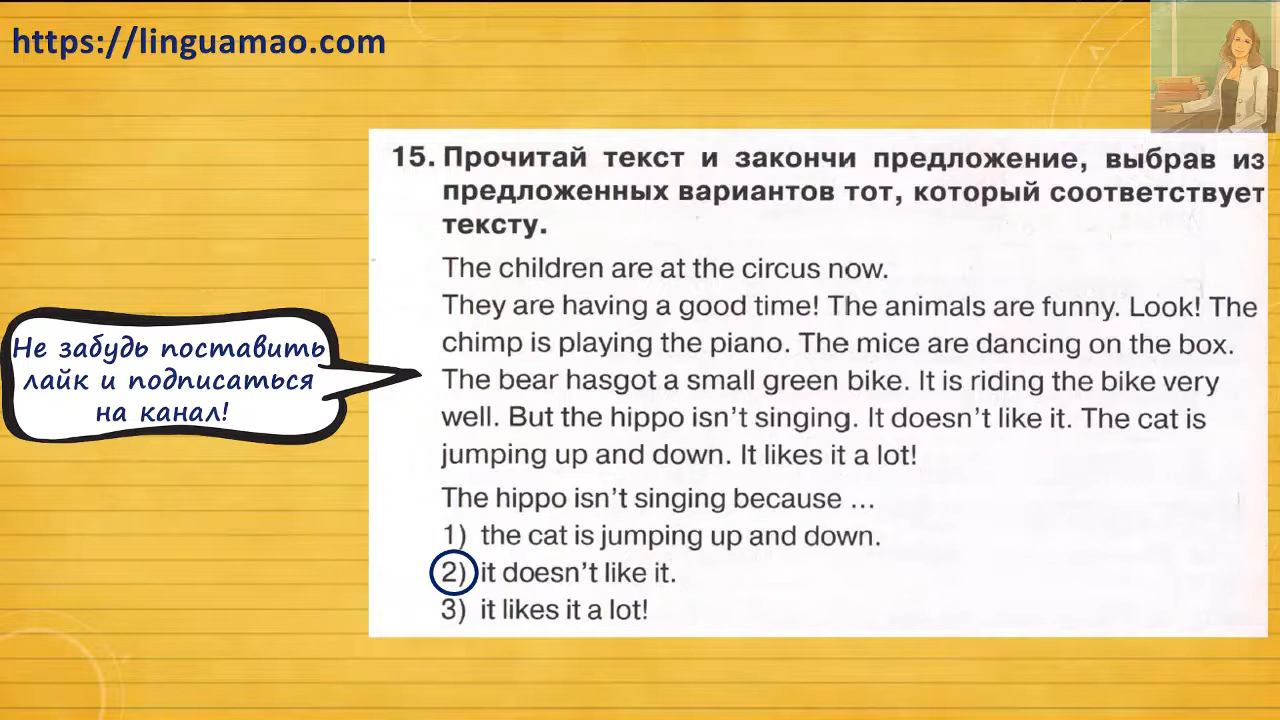 https://linguamao.com
15. Прочитай текст и закончи предложение, выбрав из
предложенных вариантов тот, который соответствует
тексту.
The children are at the circus now.
They are having a good time! The animals are funny. Look! The
chimp is playing the piano. The mice are dancing on the box.
The bear hasgot a small green bike. It is riding the bike very
well. But the hippo isn't singing. It doesn't like it. The cat is
jumping up and down. It likes it a lot!
The hippo isn't singing because ...
1) the cat is jumping up and down.
2) it doesn't like it.
3) it likes it a lot!
Не забудь поставить
лайк и подписаться
на канал!